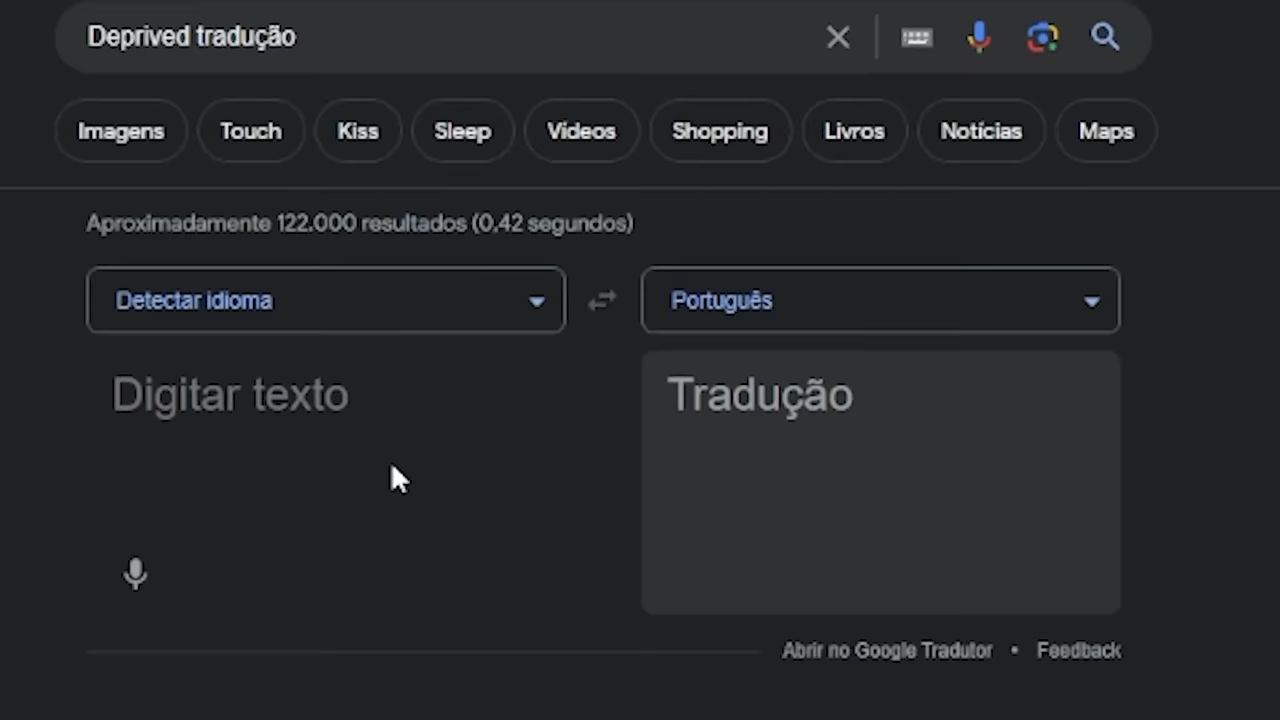 Deprived tradução
Imagens Touch Kiss Sleep Vídeos Shopping Livros Notícias Maps
Aproximadamente 122.000 resultados (0,42 segundos)
Detectar idioma Português
Digitar texto Tradução
Abrir no Google Tradutor • Feedback